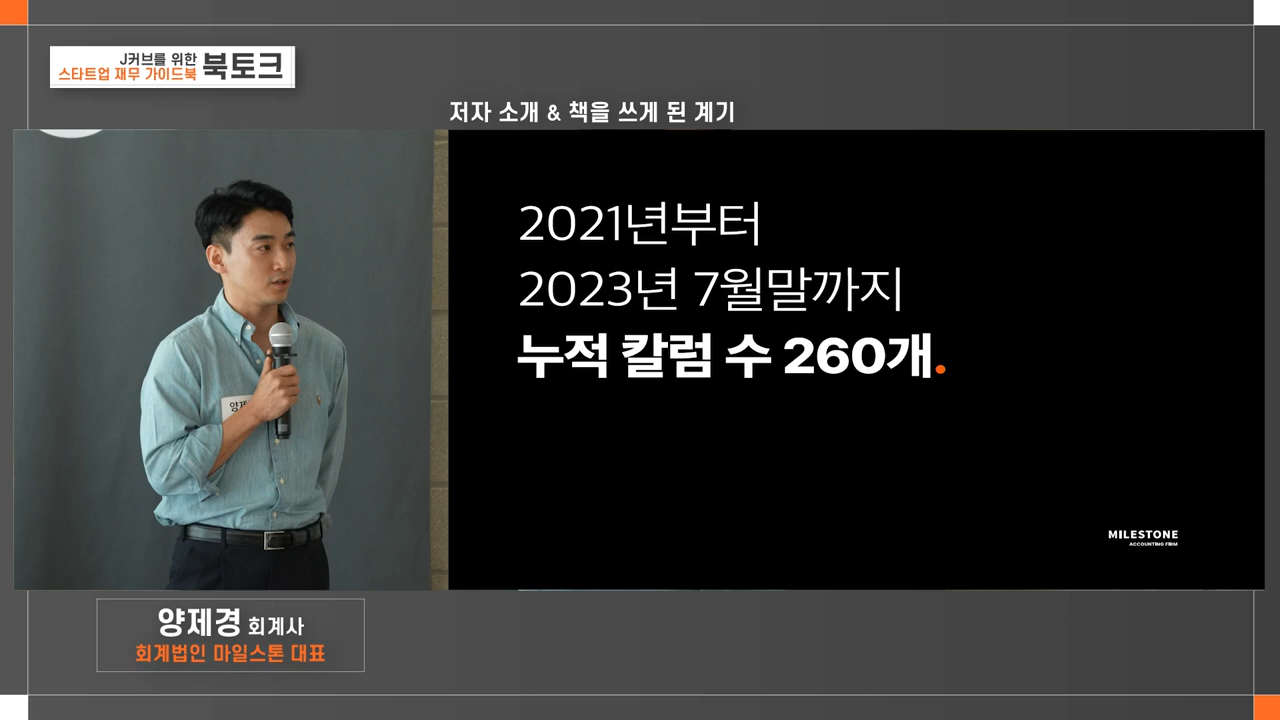 J커브를 위한
스타트업 재무 가이드북
북토크
저자 소개 & 책을 쓰게 된 계기
2021년부터
2023년 7월말까지
누적 칼럼 수 260개.
MILESTONE
ACCOUNTING FIRM
양제경 회계사
회계법인 마일스톤 대표